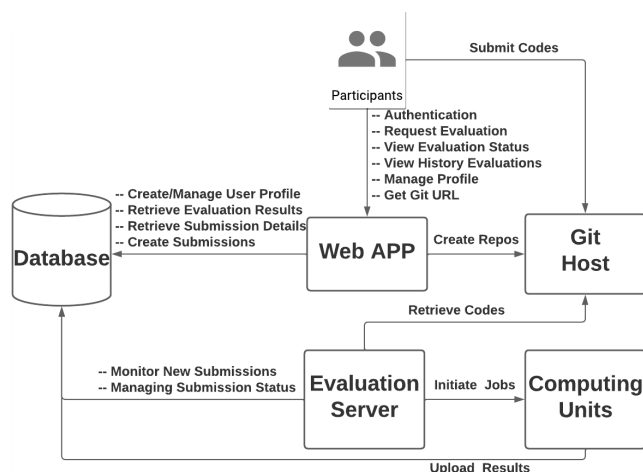 Submit Codes
Participants
-- Authentication
-- Request Evaluation
-- View Evaluation Status
-- View History Evaluations
-- Manage Profile
-- Get Git URL
-- Create/Manage User Profile
-- Retrieve Evaluation Results
-- Retrieve Submission Details
-- Create Submissions
Database
Web APP
Create Repos
Git
Host
Retrieve Codes
-- Monitor New Submissions
-- Managing Submission Status
Evaluation
Server
Initiate Jobs
Computing
Units
Upload Results